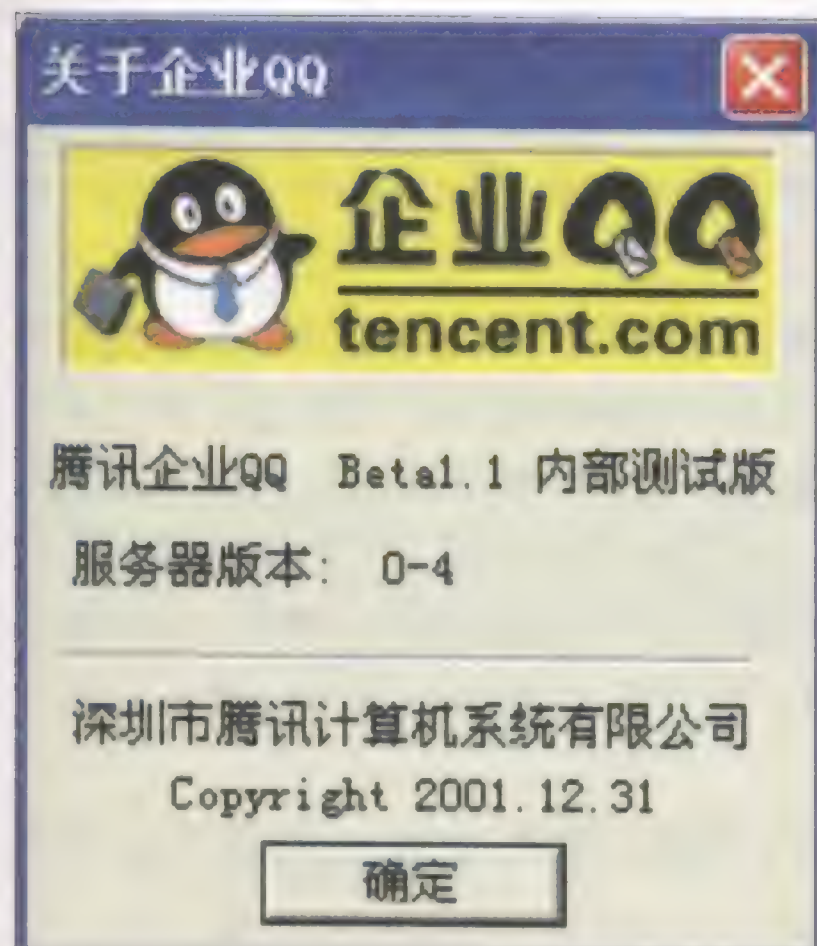 关于企业QQ
企业QQ
tencent.com
腾讯企业QQ Beta1.1 内部测试版
服务器版本： 0-4
深圳市腾讯计算机系统有限公司
Copyright 2001.12.31
确定